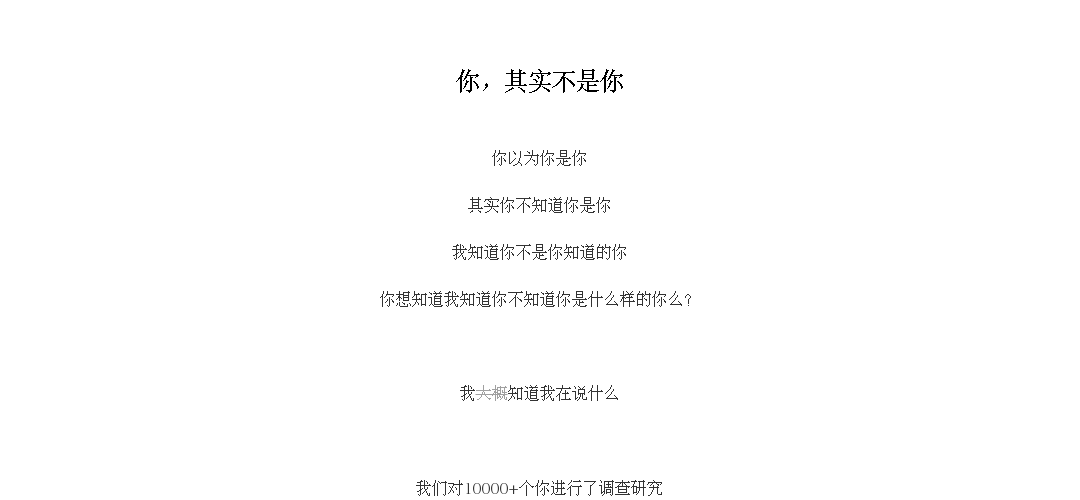 你，其实不是你
你以为你是你
其实你不知道你是你
我知道你不是你知道的你
你想知道我知道你不知道你是什么样的你么？
我大概知道我在说什么
我们对10000+个你进行了调查研究